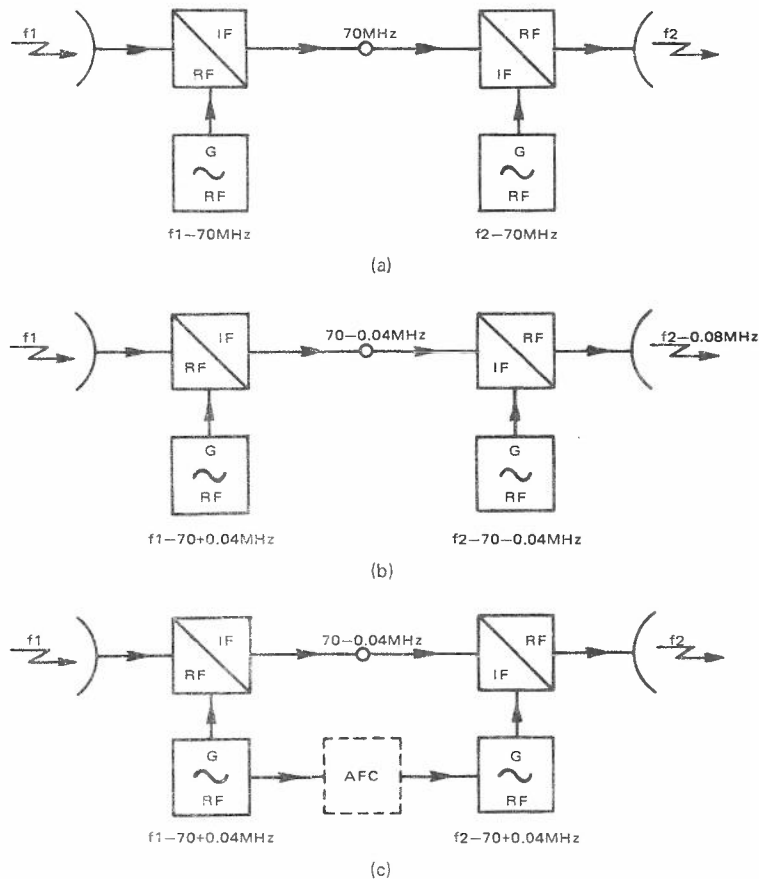 f1 IF 70MHz RF f2
RF IF
G G
RF RF
f1-70MHz f2-70MHz
(a)
f1 IF 70-0.04MHz RF f2-0.08MHz
RF IF
G G
RF RF
f1-70+0.04MHz f2-70-0.04MHz
(b)
f1 IF 70-0.04MHz RF f2
RF IF
G AFC G
RF RF
f1-70+0.04MHz f2-70+0.04MHz
(c)